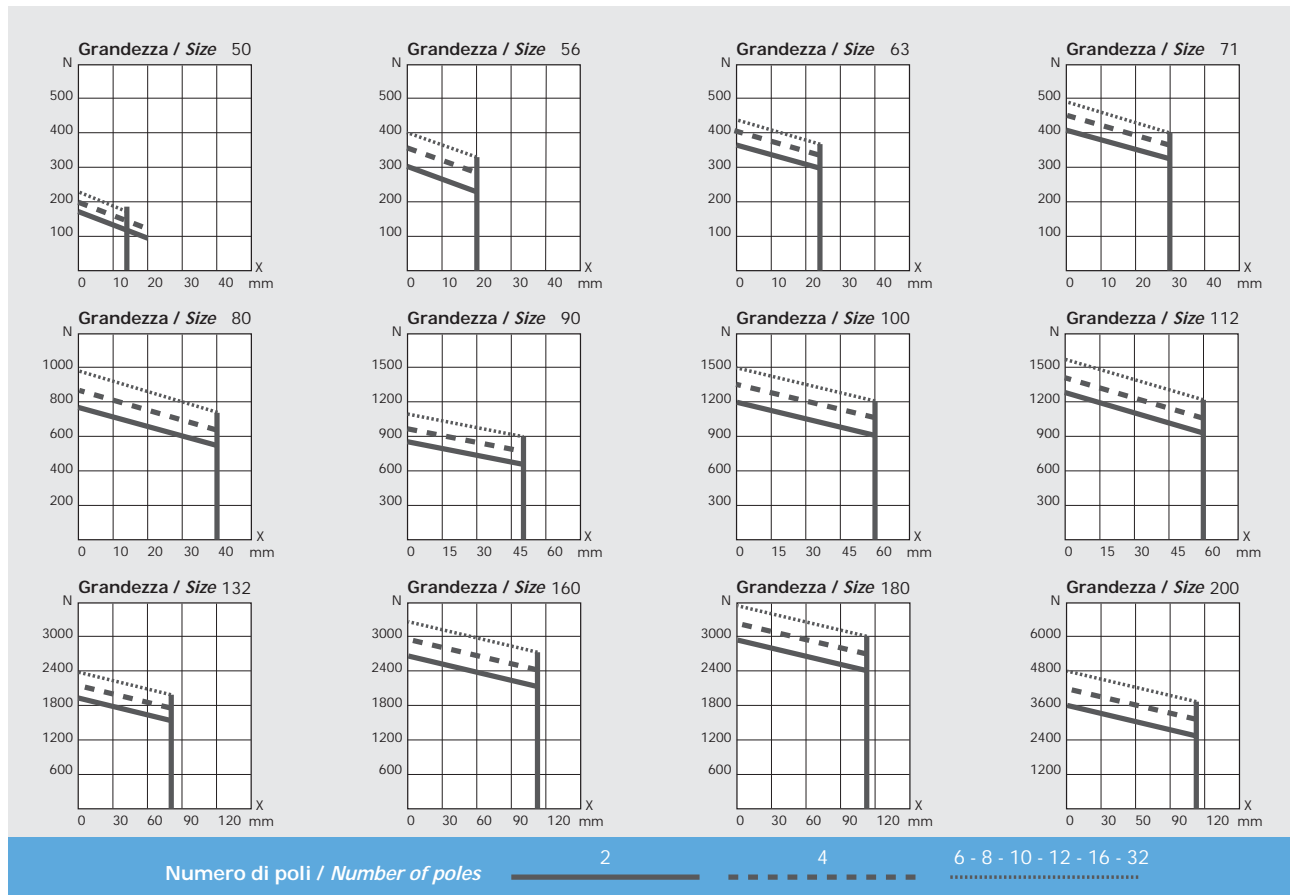 Grandezza / Size 50
N
500
400
300
200
100
X
0 10 20 30 40 mm
Grandezza / Size 56
N
500
400
300
200
100
X
0 10 20 30 40 mm
Grandezza / Size 63
N
500
400
300
200
100
X
0 10 20 30 40 mm
Grandezza / Size 71
N
500
400
300
200
100
X
0 10 20 30 40 mm
Grandezza / Size 80
N
1000
800
600
400
200
X
0 10 20 30 40 mm
Grandezza / Size 90
N
1500
1200
900
600
300
X
0 15 30 45 60 mm
Grandezza / Size 100
N
1500
1200
900
600
300
X
0 15 30 45 60 mm
Grandezza / Size 112
N
1500
1200
900
600
300
X
0 15 30 45 60 mm
Grandezza / Size 132
N
3000
2400
1800
1200
600
X
0 30 60 90 120 mm
Grandezza / Size 160
N
3000
2400
1800
1200
600
X
0 30 60 90 120 mm
Grandezza / Size 180
N
3000
2400
1800
1200
600
X
0 30 60 90 120 mm
Grandezza / Size 200
N
6000
4800
3600
2400
1200
X
0 30 60 90 120 mm
Numero di poli / Number of poles
2
4
6 - 8 - 10 - 12 - 16 - 32